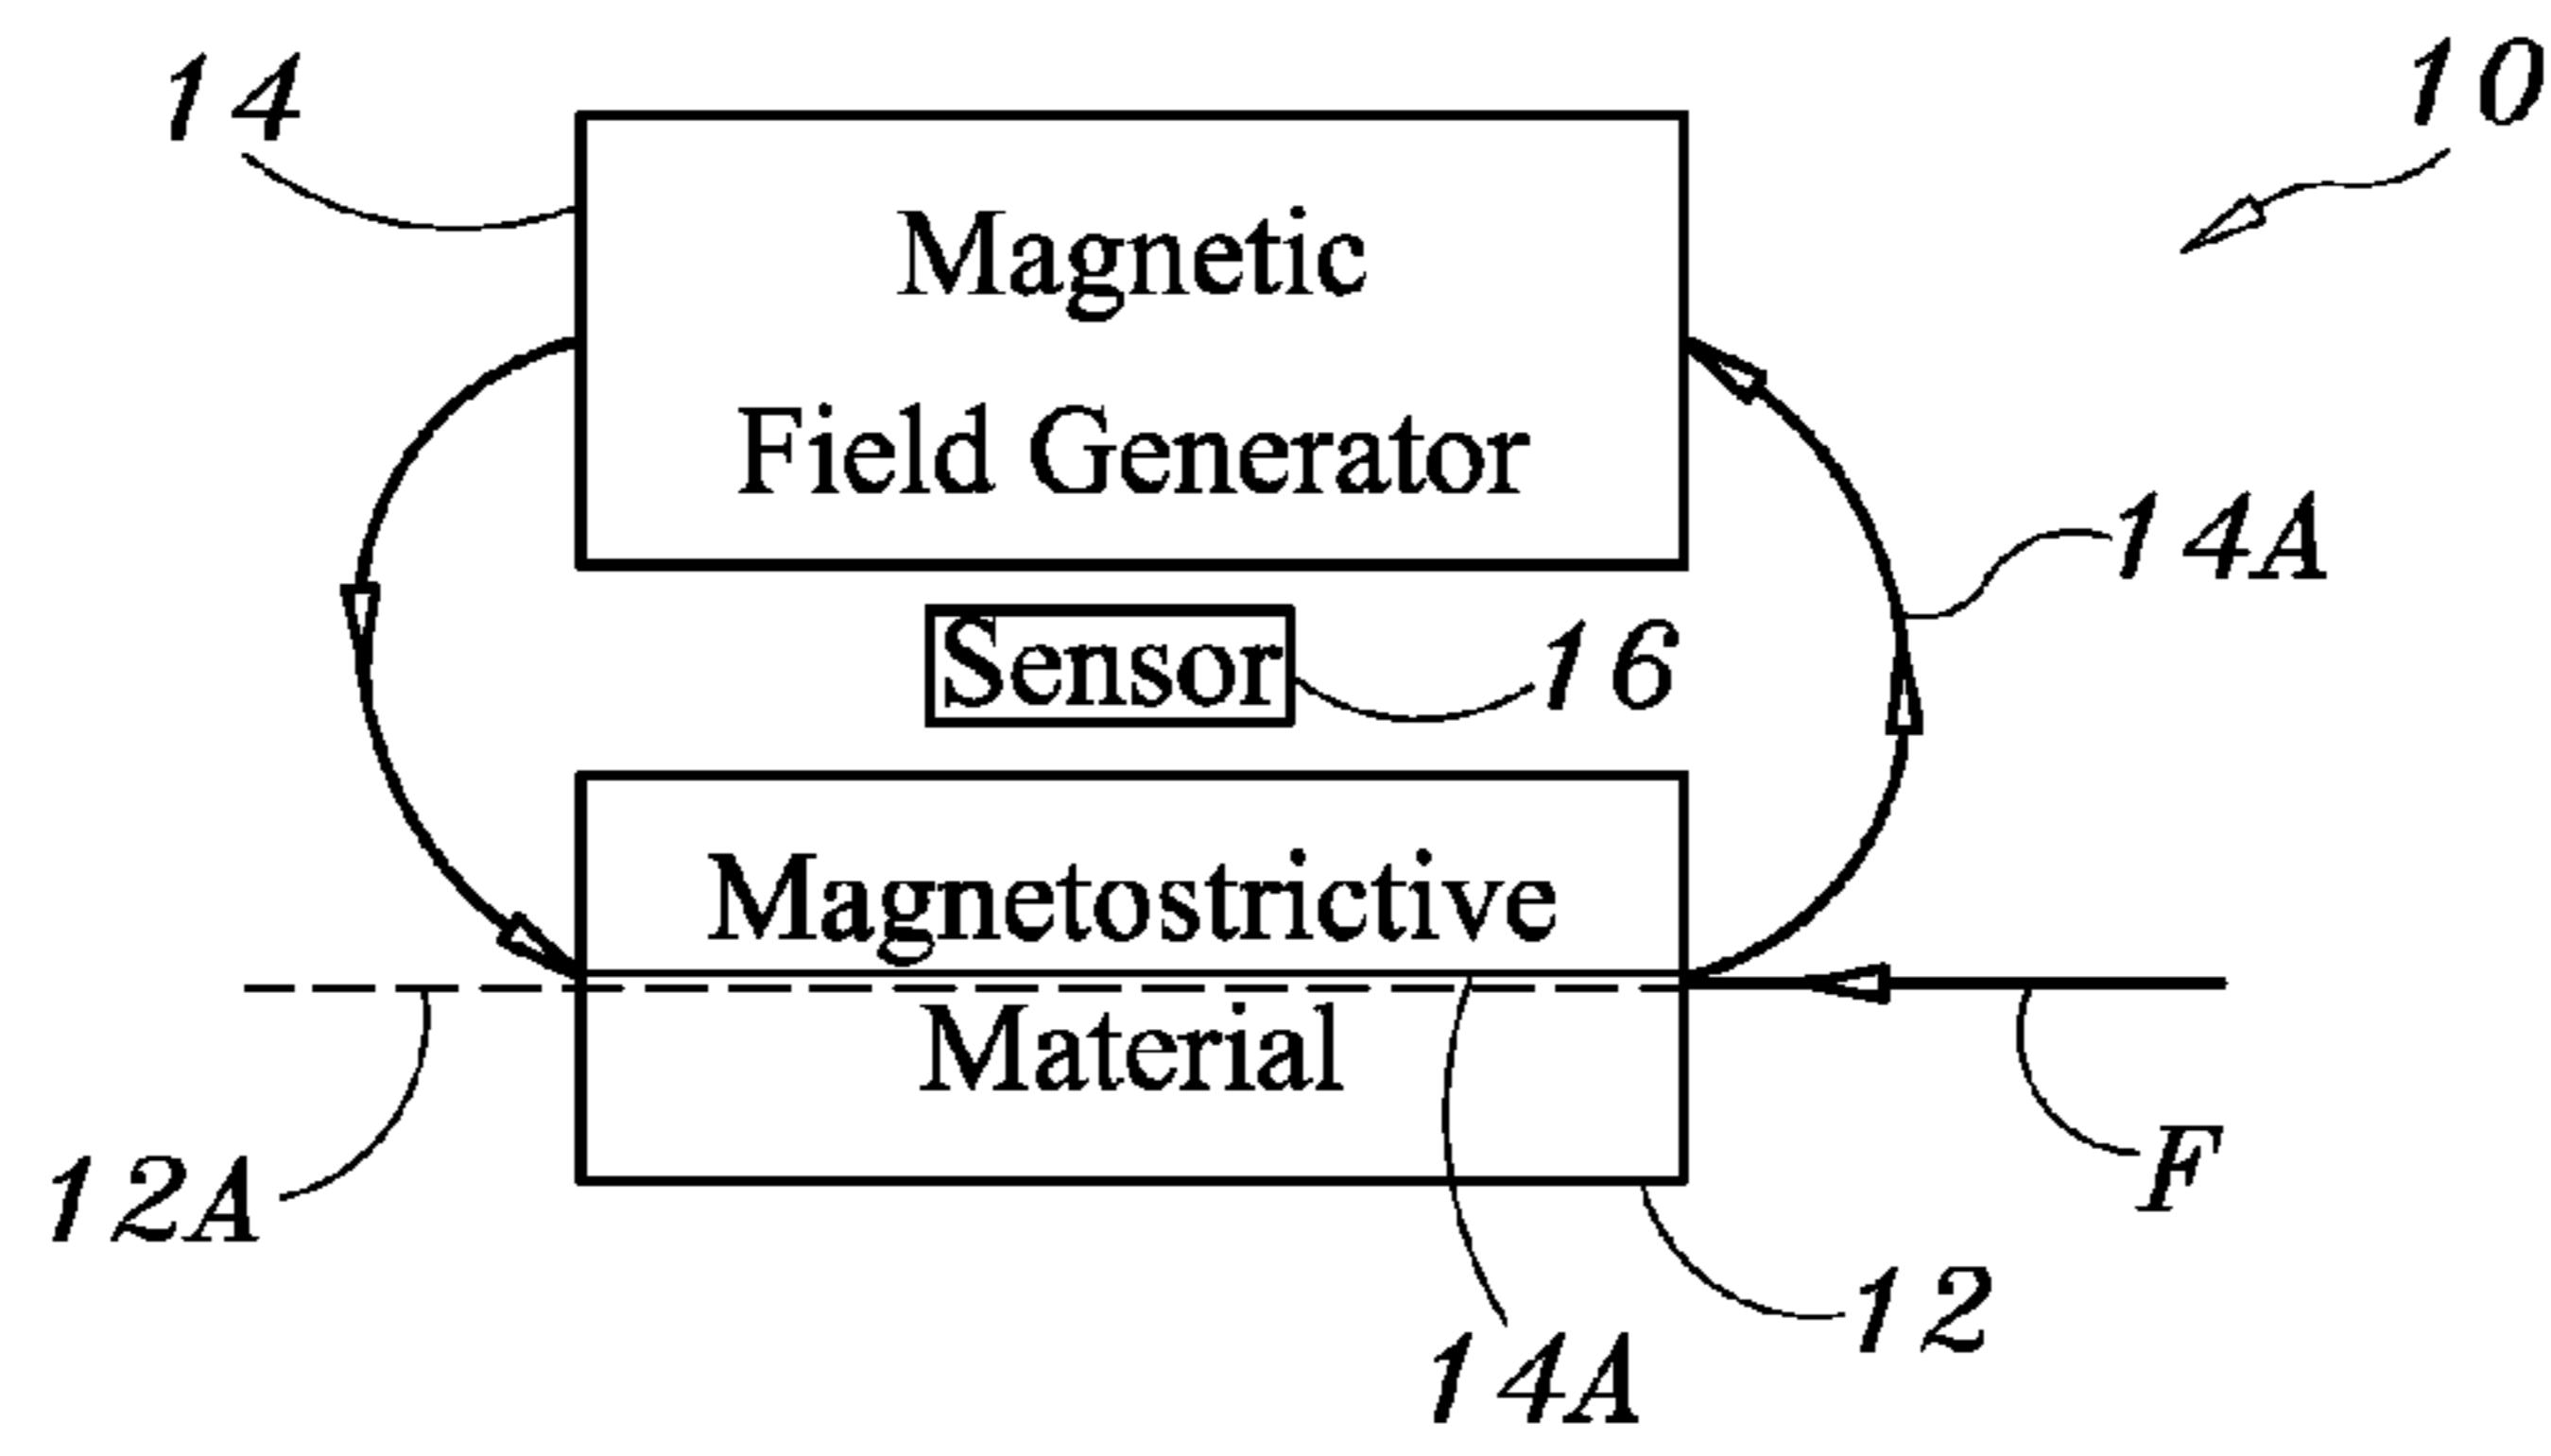 14
10
Magnetic
Field Generator
14A
Sensor
16
Magnetostrictive
Material
12A
F
12
14A